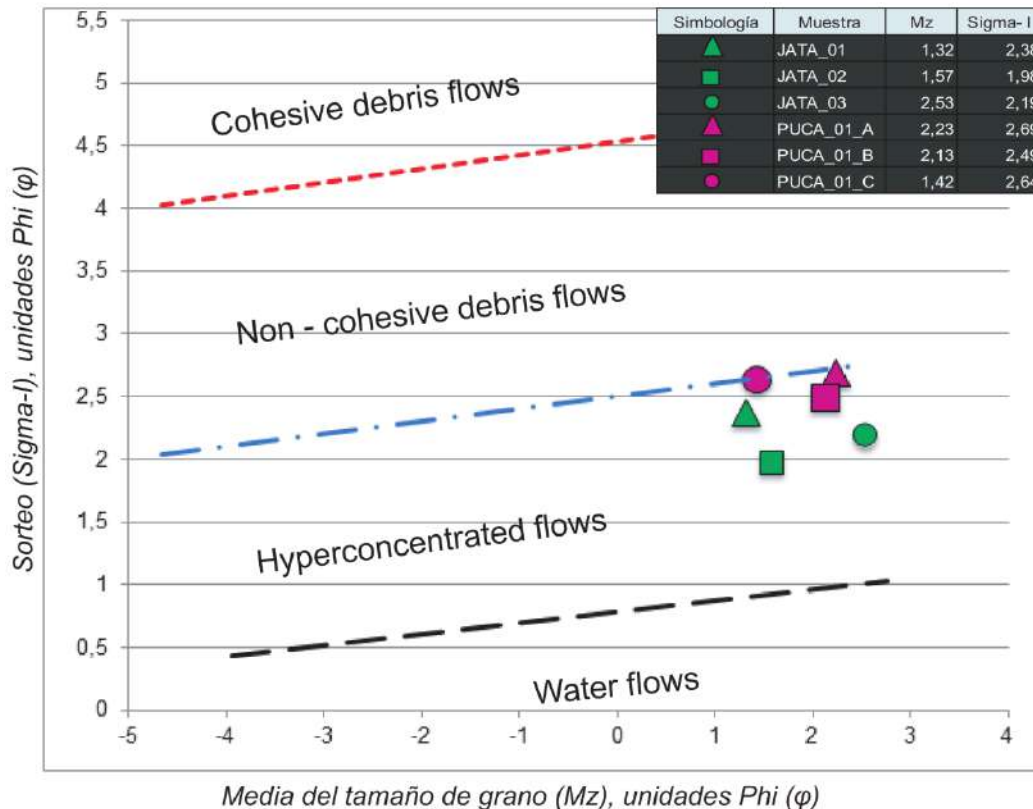 Simbología Muestra Mz Sigma- I
JATA_01 1,32 2,38
JATA_02 1,57 1,98
JATA_03 2,53 2,19
PUCA_01_A 2,23 2,69
PUCA_01_B 2,13 2,49
PUCA_01_C 1,42 2,64
Sorteo (Sigma-I), unidades Phi (φ)
5,5
5
4,5
4
3,5
3
2,5
2
1,5
1
0,5
0
Cohesive debris flows
Non - cohesive debris flows
Hyperconcentrated flows
Water flows
-5 -4 -3 -2 -1 0 1 2 3 4
Media del tamaño de grano (Mz), unidades Phi (φ)